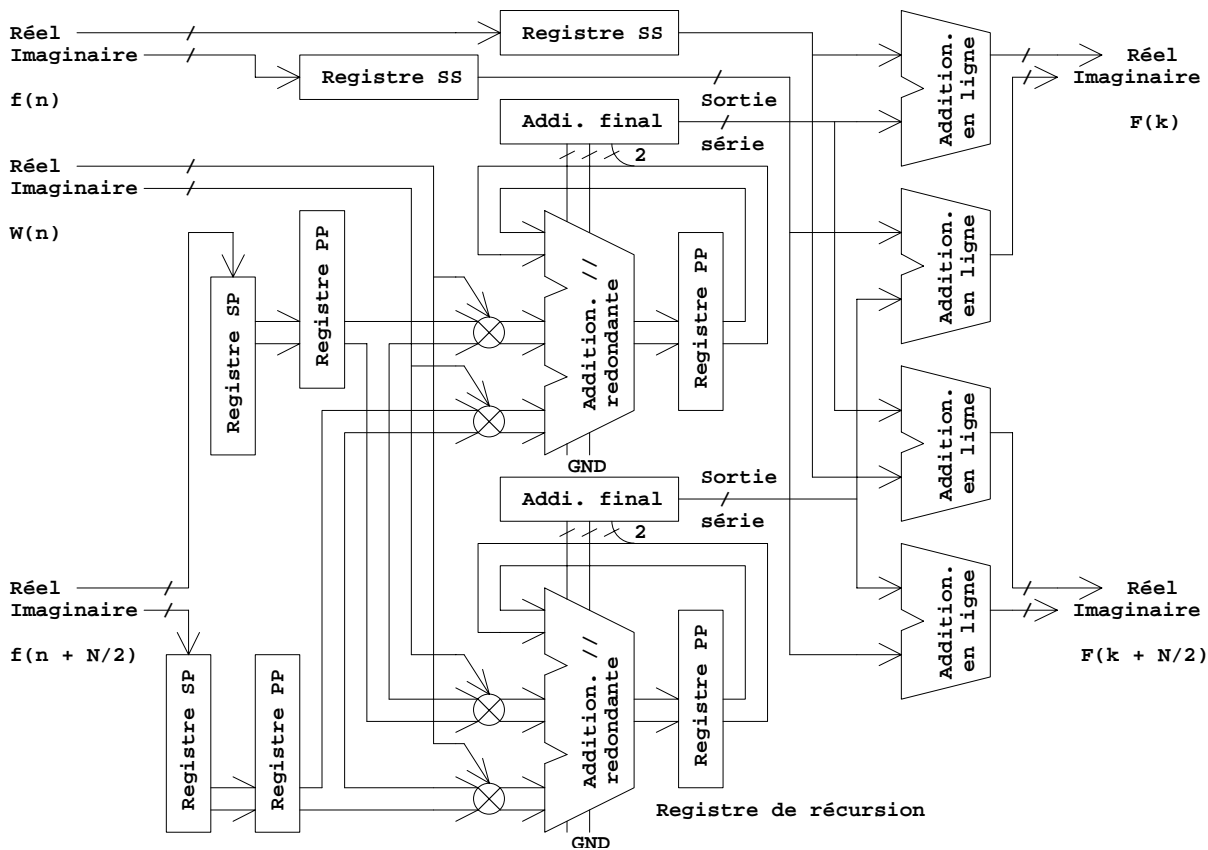 Réel
Imaginaire
f(n)
Registre SS
Registre SS
Sortie
série
Addi. final
2
Addition.
en ligne
Réel
Imaginaire
F(k)
Réel
Imaginaire
W(n)
Registre SP
Registre PP
Addition. //
redondante
Registre PP
GND
Addition.
en ligne
Addition.
en ligne
Addi. final
Sortie
série
2
Réel
Imaginaire
f(n + N/2)
Registre SP
Registre PP
Addition. //
redondante
Registre PP
GND
Registre de récursion
Addition.
en ligne
Réel
Imaginaire
F(k + N/2)